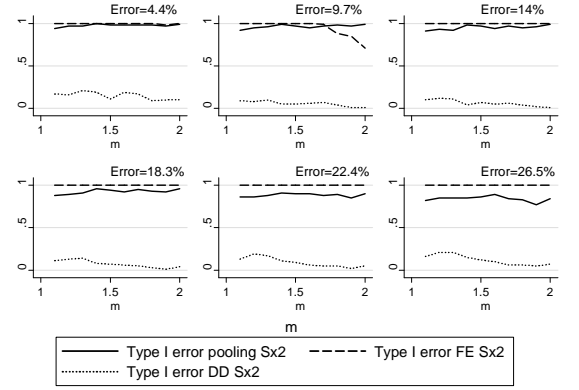 Error=4.4%
1
.5
0
1
1.5
2
m
Error=9.7%
1
.5
0
1
1.5
2
m
Error=14%
1
.5
0
1
1.5
2
m
Error=18.3%
1
.5
0
1
1.5
2
m
Error=22.4%
1
.5
0
1
1.5
2
m
Error=26.5%
1
.5
0
1
1.5
2
m
m
Type I error pooling Sx2
Type I error FE Sx2
Type I error DD Sx2